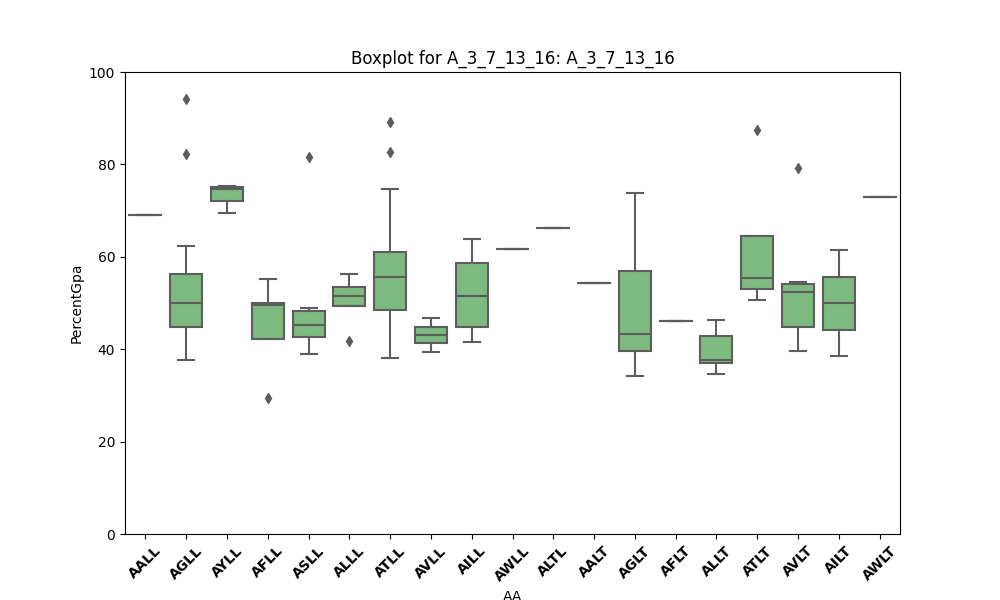 Boxplot for A_3_7_13_16: A_3_7_13_16
100
80
60
40
20
0
PercentGpa
AALL AGLL AYLL AFLL ASLL ALLL ATLL AVLL AILL AWLL ALTL AALT AGLT AFLT ALLT ATLT AVLT AILT AWLT
AA